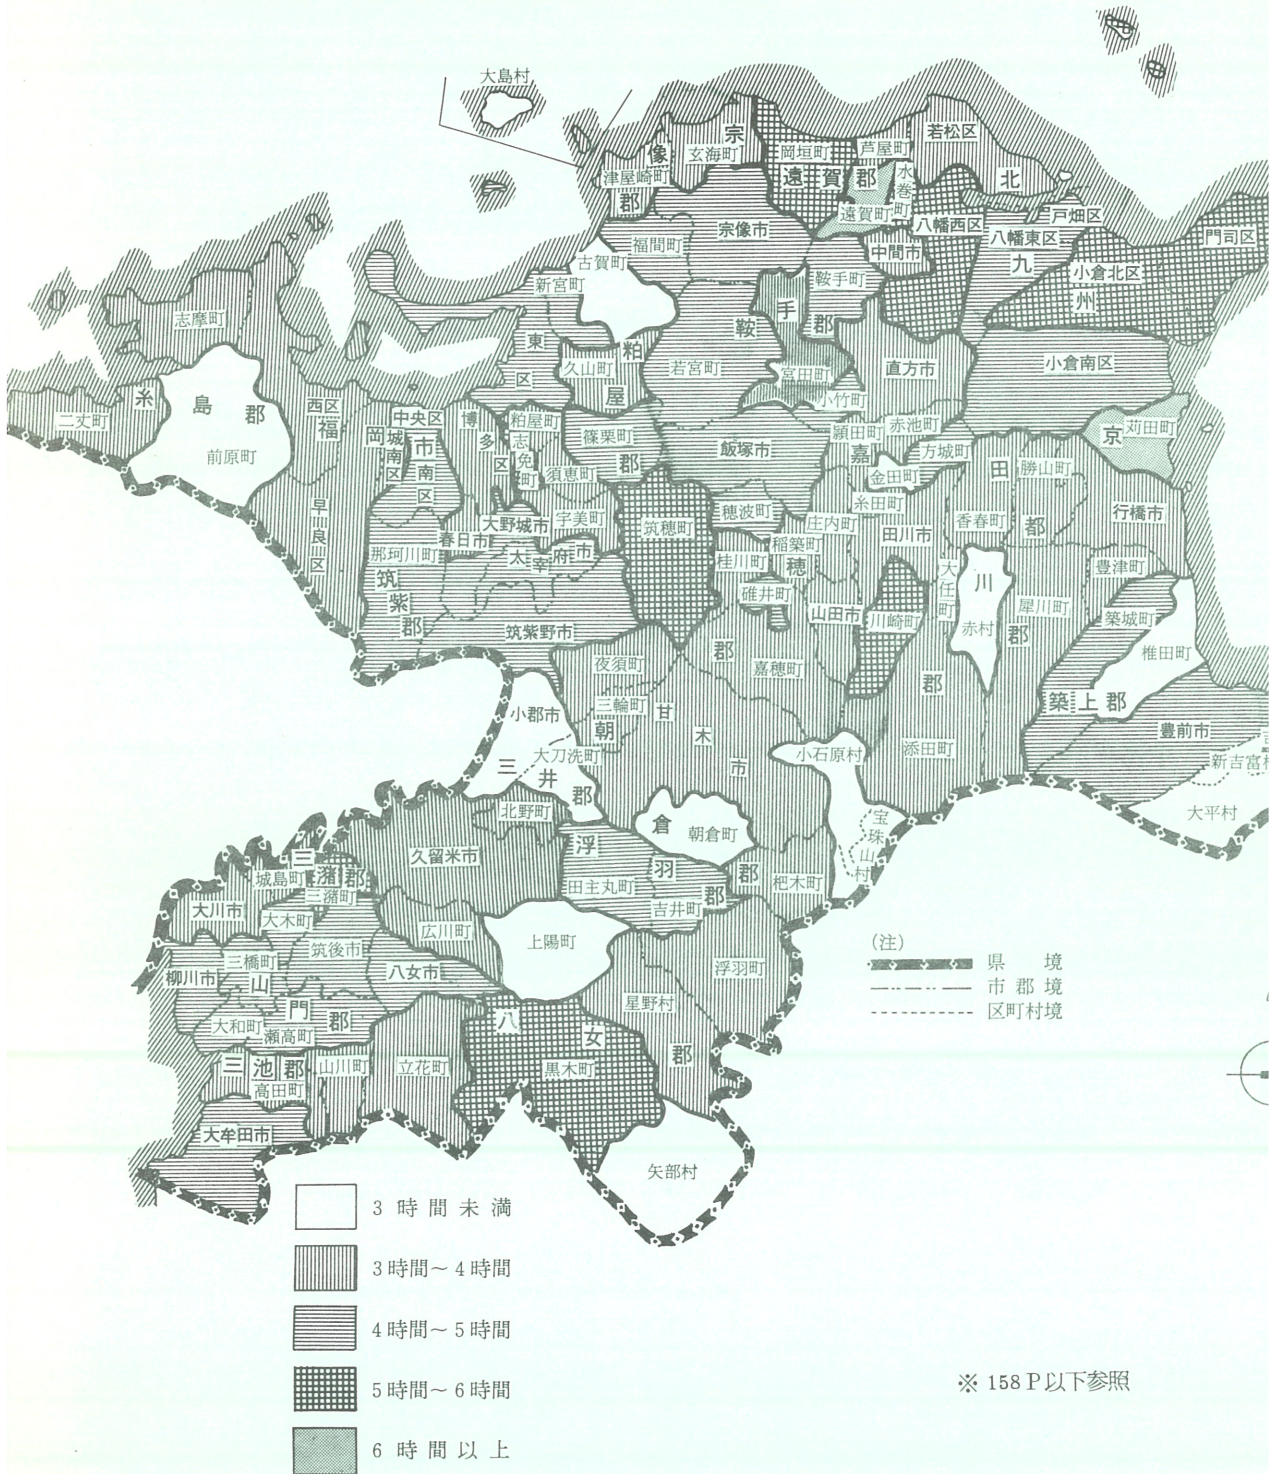 大島村
宗
像
郡
玄海町
津屋崎町
岡垣町
芦屋町
若松区
遠賀郡
水巻町
遠賀町
北
九
州
戸畑区
八幡西区
八幡東区
門司区
小倉北区
中間市
宗像市
福間町
古賀町
新宮町
鞍手町
鞍
手
郡
宮田町
若宮町
直方市
小倉南区
小竹町
志摩町
糸
島
郡
二丈町
前原町
西区
福
岡
市
早良区
城南区
中央区
南区
博多区
東区
粕
屋
郡
久山町
粕屋町
志免町
篠栗町
須恵町
宇美町
飯塚市
頴田町
嘉
穂
郡
赤池町
方城町
金田町
糸田町
田
川
郡
勝山町
京
都
郡
苅田町
行橋市
香春町
田川市
庄内町
稲築町
穂波町
筑穂町
桂川町
碓井町
山田市
川崎町
大任町
赤村
犀川町
豊津町
築城町
椎田町
築上郡
豊前市
新吉富村
大平村
大野城市
春日市
太宰府市
那珂川町
筑
紫
郡
筑紫野市
夜須町
三輪町
嘉穂町
甘
木
市
朝
倉
郡
小石原村
添田町
宝珠山村
朝倉町
杷木町
小郡市
大刀洗町
三
井
郡
北野町
久留米市
浮
羽
郡
田主丸町
吉井町
浮羽町
三
潴
郡
城島町
三潴町
大川市
大木町
筑後市
広川町
上陽町
八女市
柳川市
三橋町
山
門
郡
大和町
瀬高町
三池郡
高田町
山川町
立花町
八
女
郡
黒木町
星野村
矢部村
大牟田市
(注)
県 境
市郡境
区町村境
3時間未満
3時間～4時間
4時間～5時間
5時間～6時間
6時間以上
※ 158P以下参照